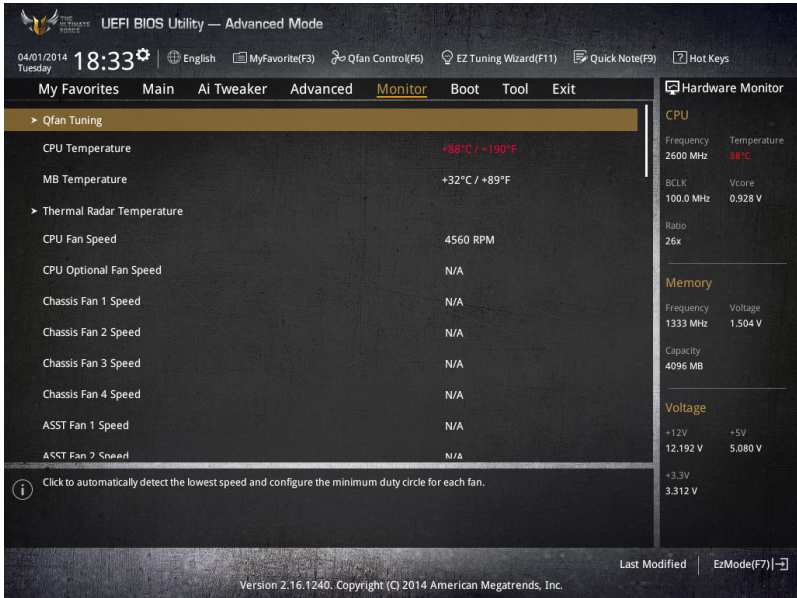 THE ULTIMATE FORCE UEFI BIOS Utility — Advanced Mode
04/01/2014 Tuesday 18:33 English MyFavorite(F3) Qfan Control(F6) EZ Tuning Wizard(F11) Quick Note(F9) ? Hot Keys
My Favorites Main Ai Tweaker Advanced Monitor Boot Tool Exit
Qfan Tuning
CPU Temperature +88°C / +190°F
MB Temperature +32°C / +89°F
Thermal Radar Temperature
CPU Fan Speed 4560 RPM
CPU Optional Fan Speed N/A
Chassis Fan 1 Speed N/A
Chassis Fan 2 Speed N/A
Chassis Fan 3 Speed N/A
Chassis Fan 4 Speed N/A
ASST Fan 1 Speed N/A
ASST Fan 2 Speed N/A
Click to automatically detect the lowest speed and configure the minimum duty circle for each fan.
Hardware Monitor
CPU
Frequency Temperature
2600 MHz 88°C
BCLK Vcore
100.0 MHz 0.928 V
Ratio
26x
Memory
Frequency Voltage
1333 MHz 1.504 V
Capacity
4096 MB
Voltage
+12V +5V
12.192 V 5.080 V
+3.3V
3.312 V
Last Modified EzMode(F7)
Version 2.16.1240. Copyright (C) 2014 American Megatrends, Inc.